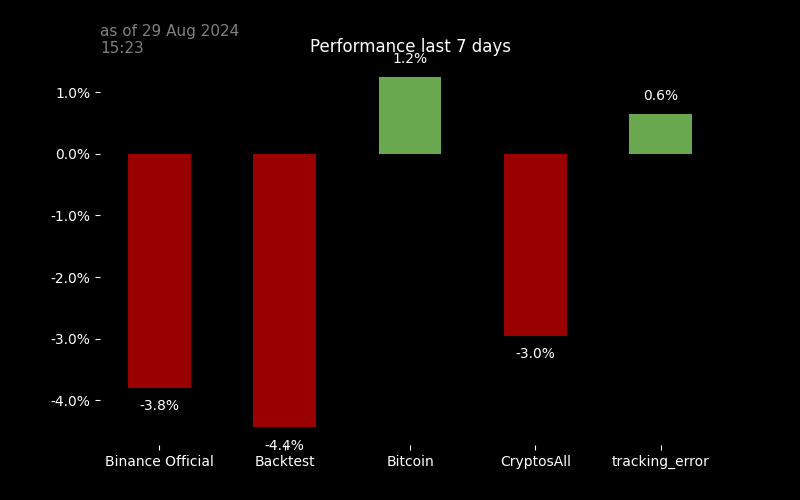 as of 29 Aug 2024
15:23
Performance last 7 days
1.2%
1.0%
0.6%
0.0%
-1.0%
-2.0%
-3.0%
-3.0%
-4.0%
-3.8%
-4.4%
Binance Official
Backtest
Bitcoin
CryptosAll
tracking_error